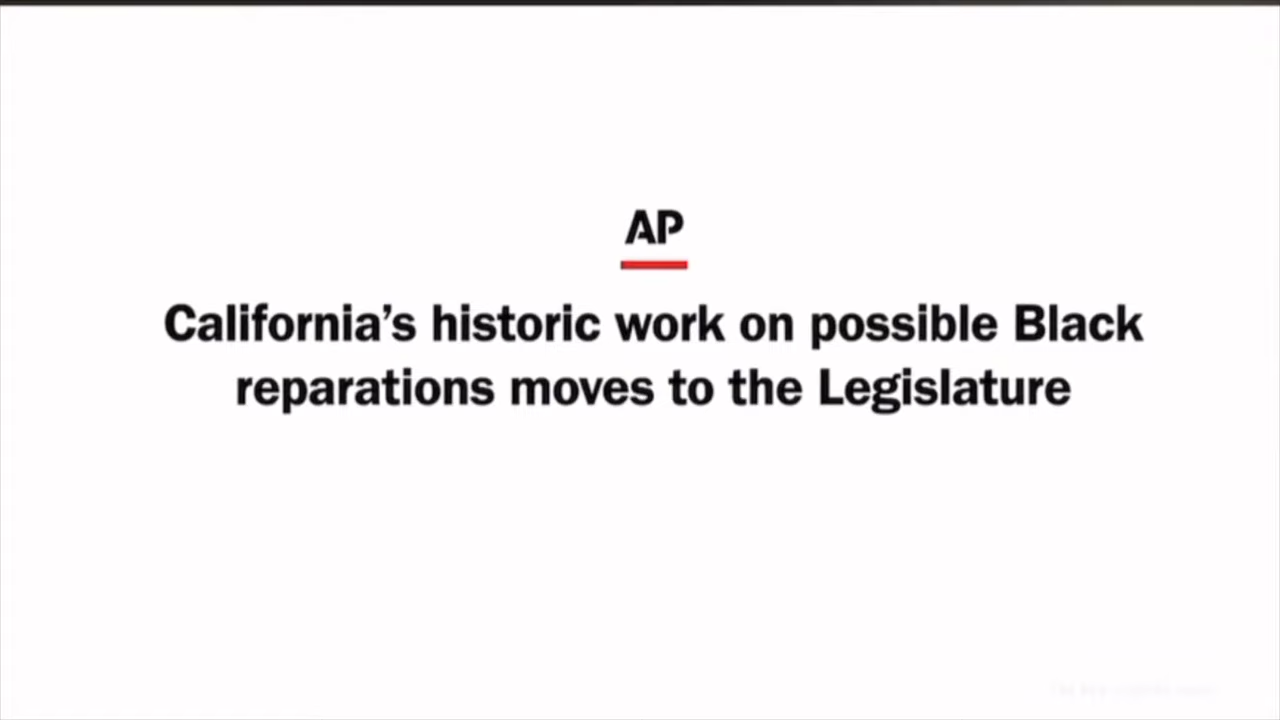 AP
California’s historic work on possible Black
reparations moves to the Legislature